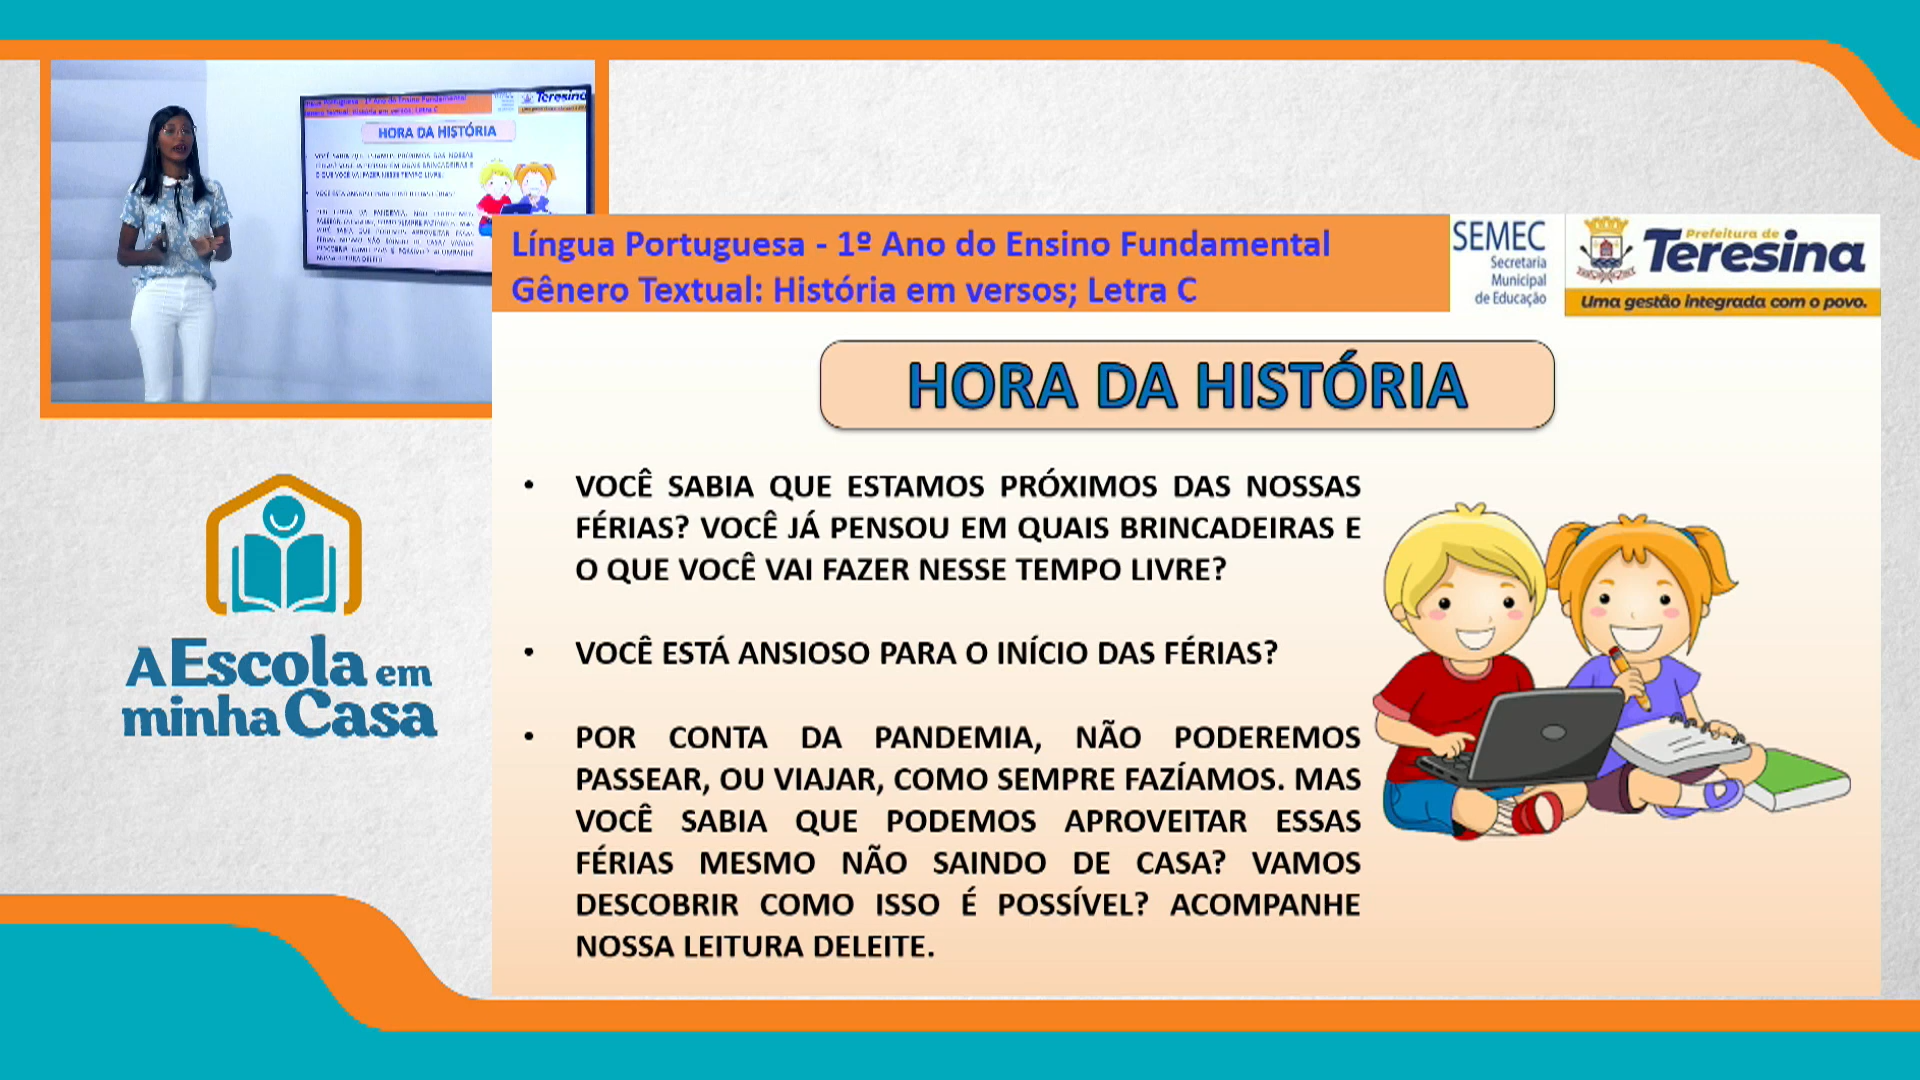 Língua Portuguesa - 1º Ano do Ensino Fundamental
Gênero Textual: História em versos; Letra C
SEMEC
Secretaria
Municipal
de Educação
Prefeitura de
Teresina
Uma gestão integrada com o povo.
HORA DA HISTÓRIA
• VOCÊ SABIA QUE ESTAMOS PRÓXIMOS DAS NOSSAS
FÉRIAS? VOCÊ JÁ PENSOU EM QUAIS BRINCADEIRAS E
O QUE VOCÊ VAI FAZER NESSE TEMPO LIVRE?
• VOCÊ ESTÁ ANSIOSO PARA O INÍCIO DAS FÉRIAS?
• POR CONTA DA PANDEMIA, NÃO PODEREMOS
PASSEAR, OU VIAJAR, COMO SEMPRE FAZÍAMOS. MAS
VOCÊ SABIA QUE PODEMOS APROVEITAR ESSAS
FÉRIAS MESMO NÃO SAINDO DE CASA? VAMOS
DESCOBRIR COMO ISSO É POSSÍVEL? ACOMPANHE
NOSSA LEITURA DELEITE.
A Escola em
minha Casa
Teresina
HORA DA HISTÓRIA